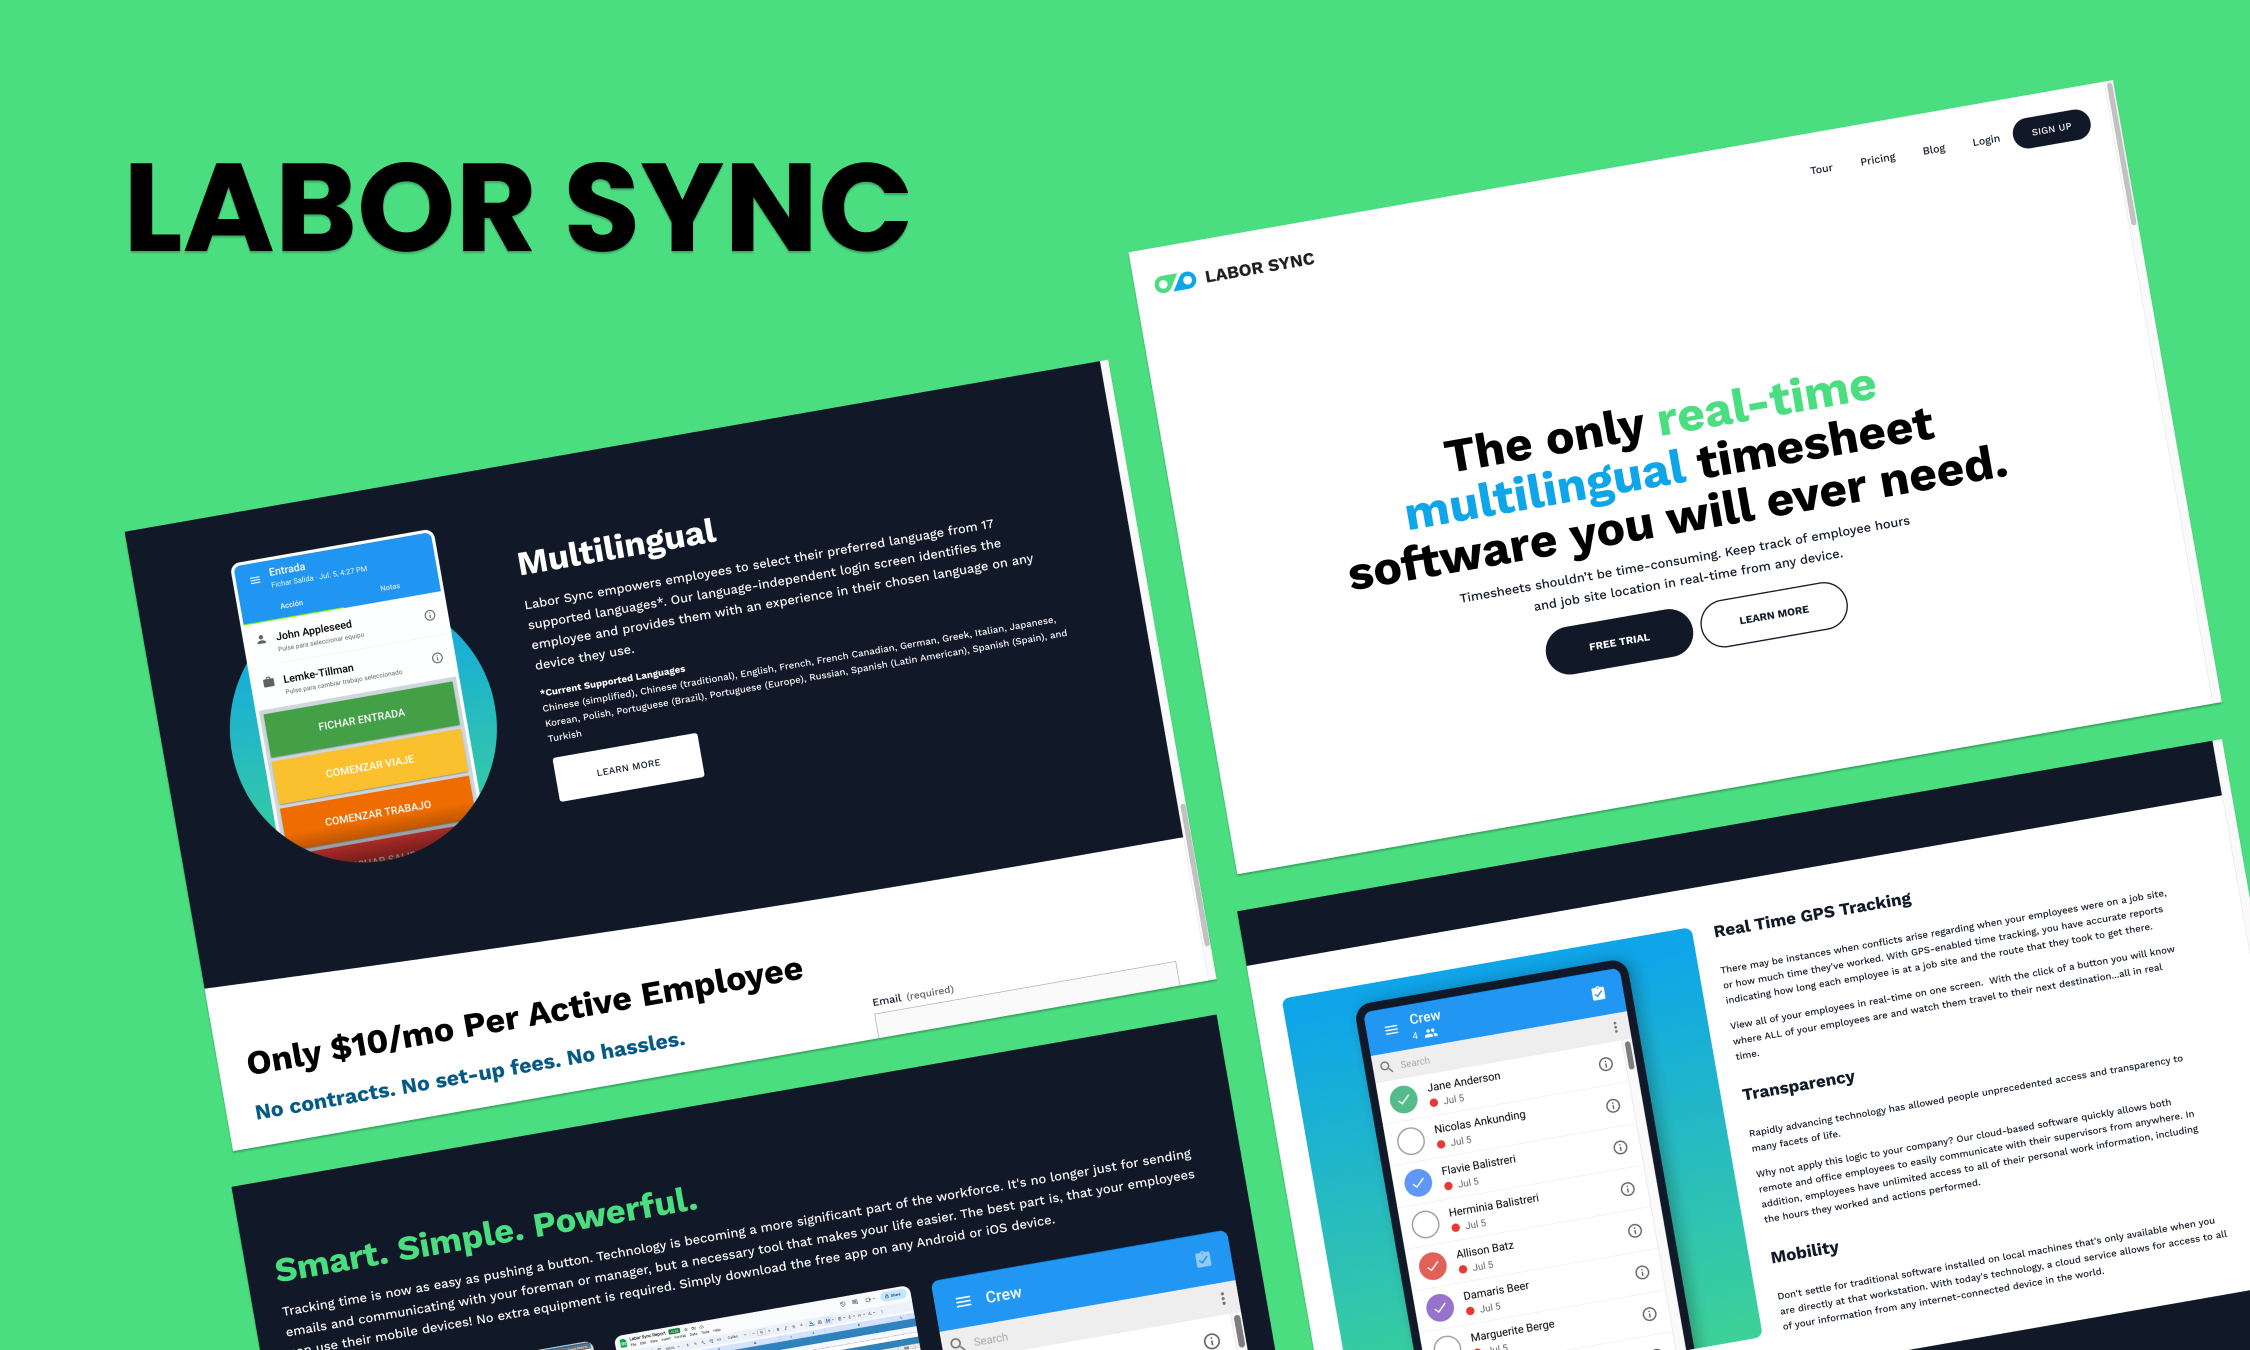 LABOR SYNC
Tour Pricing Blog Login SIGN UP
LABOR SYNC
The only real-time
multilingual timesheet
software you will ever need.
Timesheets shouldn't be time-consuming. Keep track of employee hours
and job site location in real-time from any device.
FREE TRIAL LEARN MORE
Entrada
Fichar Salida · Jul. 5, 4:27 PM
Acción Notas
John Appleseed
Pulse para seleccionar equipo
Lemke-Tillman
Pulse para cambiar trabajo seleccionado
FICHAR ENTRADA
COMENZAR VIAJE
COMENZAR TRABAJO
Multilingual
Labor Sync empowers employees to select their preferred language from 17
supported languages*. Our language-independent login screen identifies the
employee and provides them with an experience in their chosen language on any
device they use.
*Current Supported Languages
Chinese (simplified), Chinese (traditional), English, French, French Canadian, German, Greek, Italian, Japanese,
Korean, Polish, Portuguese (Brazil), Portuguese (Europe), Russian, Spanish (Latin American), Spanish (Spain), and
Turkish
LEARN MORE
Only $10/mo Per Active Employee
No contracts. No set-up fees. No hassles.
Email (required)
Smart. Simple. Powerful.
Tracking time is now as easy as pushing a button. Technology is becoming a more significant part of the workforce. It's no longer just for sending
emails and communicating with your foreman or manager, but a necessary tool that makes your life easier. The best part is, that your employees
can use their mobile devices! No extra equipment is required. Simply download the free app on any Android or iOS device.
Labor Sync Report
Share
Crew
Search
Crew
4
Search
Jane Anderson
Jul 5
Nicolas Ankunding
Jul 5
Flavie Balistreri
Jul 5
Herminia Balistreri
Jul 5
Allison Batz
Jul 5
Damaris Beer
Jul 5
Marguerite Berge
Jul 5
Real Time GPS Tracking
There may be instances when conflicts arise regarding when your employees were on a job site,
or how much time they've worked. With GPS-enabled time tracking, you have accurate reports
indicating how long each employee is at a job site and the route that they took to get there.
View all of your employees in real-time on one screen. With the click of a button you will know
where ALL of your employees are and watch them travel to their next destination...all in real
time.
Transparency
Rapidly advancing technology has allowed people unprecedented access and transparency to
many facets of life.
Why not apply this logic to your company? Our cloud-based software quickly allows both
remote and office employees to easily communicate with their supervisors from anywhere. In
addition, employees have unlimited access to all of their personal work information, including
the hours they worked and actions performed.
Mobility
Don't settle for traditional software installed on local machines that's only available when you
are directly at that workstation. With today's technology, a cloud service allows for access to all
of your information from any internet-connected device in the world.